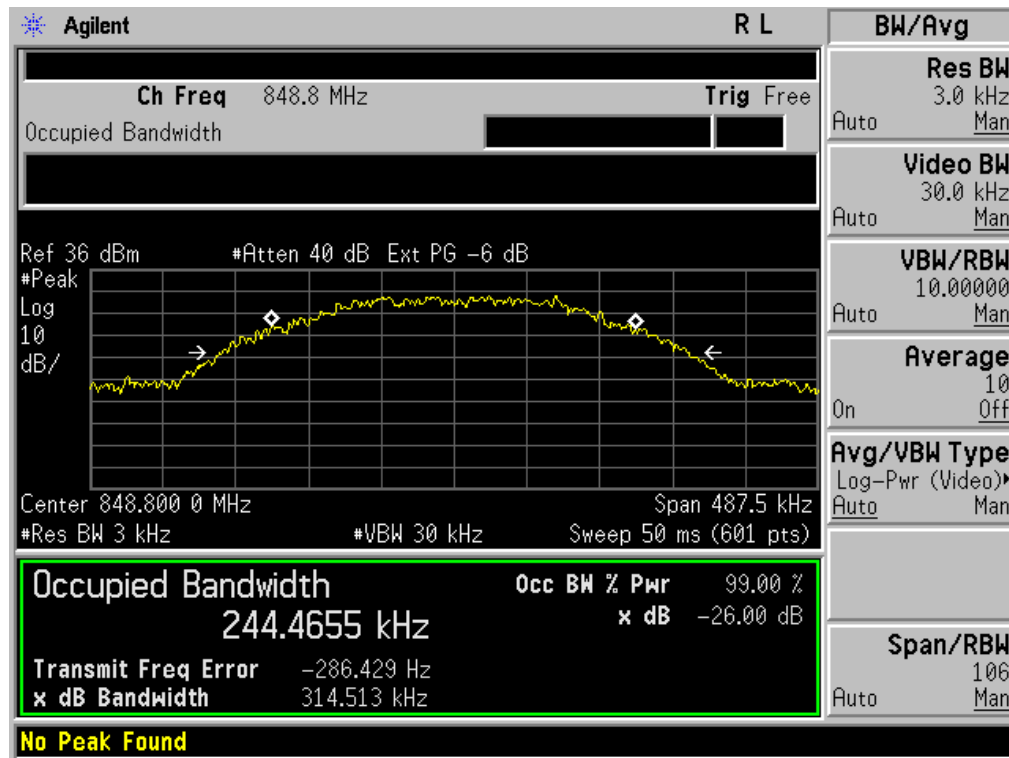 Agilent
R L
BW/Avg
Ch Freq 848.8 MHz
Trig Free
Occupied Bandwidth
Ref 36 dBm #Atten 40 dB Ext PG -6 dB
#Peak
Log
10
dB/
Center 848.800 0 MHz
Span 487.5 kHz
#Res BW 3 kHz
#VBW 30 kHz
Sweep 50 ms (601 pts)
Occupied Bandwidth
244.4655 kHz
Occ BW % Pwr 99.00 %
x dB -26.00 dB
Transmit Freq Error -286.429 Hz
x dB Bandwidth 314.513 kHz
No Peak Found
Res BW
3.0 kHz
Auto Man
Video BW
30.0 kHz
Auto Man
VBW/RBW
10.00000
Auto Man
Average
10
On Off
Avg/VBW Type
Log-Pwr (Video)
Auto Man
Span/RBW
106
Auto Man